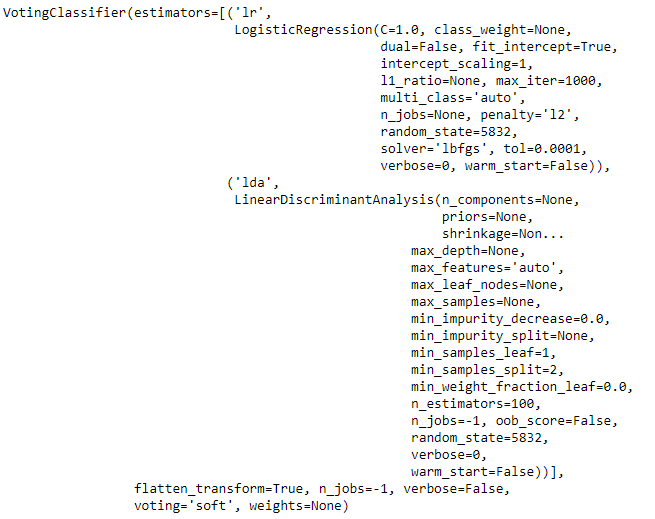 VotingClassifier(estimators=[('lr',
LogisticRegression(C=1.0, class_weight=None,
dual=False, fit_intercept=True,
intercept_scaling=1,
l1_ratio=None, max_iter=1000,
multi_class='auto',
n_jobs=None, penalty='l2',
random_state=5832,
solver='lbfgs', tol=0.0001,
verbose=0, warm_start=False)),
('lda',
LinearDiscriminantAnalysis(n_components=None,
priors=None,
shrinkage=Non...
max_depth=None,
max_features='auto',
max_leaf_nodes=None,
max_samples=None,
min_impurity_decrease=0.0,
min_impurity_split=None,
min_samples_leaf=1,
min_samples_split=2,
min_weight_fraction_leaf=0.0,
n_estimators=100,
n_jobs=-1, oob_score=False,
random_state=5832,
verbose=0,
warm_start=False))],
flatten_transform=True, n_jobs=-1, verbose=False,
voting='soft', weights=None)